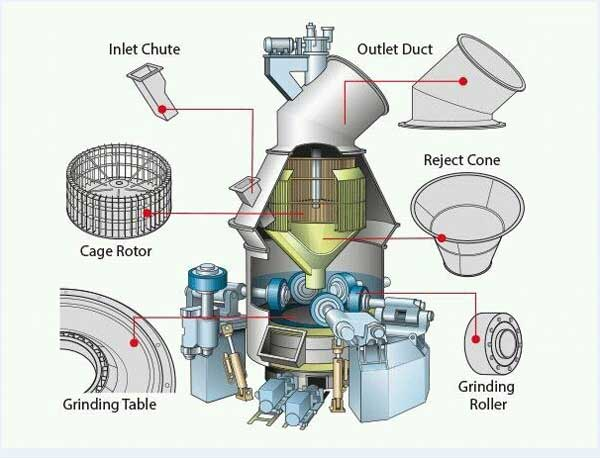 Inlet Chute
Outlet Duct
Reject Cone
Cage Rotor
Grinding Table
Grinding
Roller